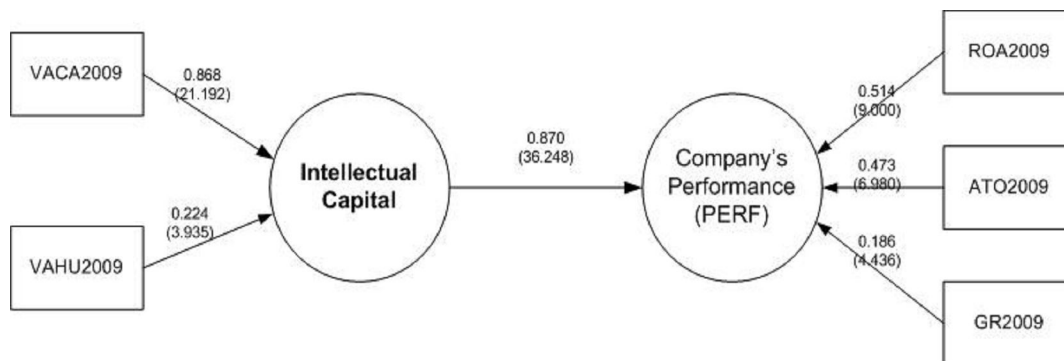 VACA2009
0.868
(21.192)
VAHU2009
0.224
(3.935)
Intellectual
Capital
0.870
(36.248)
Company's
Performance
(PERF)
ROA2009
0.514
(9.000)
ATO2009
0.473
(6.980)
GR2009
0.186
(4.436)